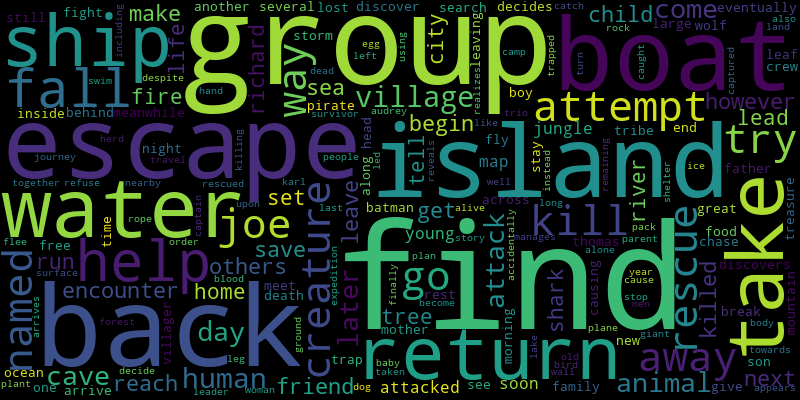 ship
group
boat
fall
escape
island
water
find
back
return
take
help
creature
attempt
village
rescue
joe
go
way
kill
try
away
human
come
child
city
however
lead
make
fire
life
richard
sea
storm
begin
tell
map
fly
jungle
tribe
end
boy
stay
wolf
large
leaf
crew
fight
another
several
lost
discover
search
decides
eventually
catch
rock
also
land
still
including
despite
swim
inside
behind
meanwhile
night
herd
killing
journey
travel
people
together
refuse
nearby
rescued
karl
upon
survivor
pirate
dead
hand
using
egg
left
camp
audrey
like
trio
led
reveals
well
realizes
leaving
trapped
turn
caught
captured
father
ice
instead
remaining
shelter
treasure
river
great
food
chase
thomas
pack
parent
alone
young
story
batman
get
along
head
across
long
alive
manages
accidentally
attack
shark
causing
killed
discovers
mountain
men
break
year
cause
stop
plane
giant
body
towards
new
old
bird
wall
lake
morning
mother
tree
plan
become
rest
finally
expedition
later
leave
set
save
others
home
day
encounter
run
named
flee
time
free
rope
captain
order
last
surface
blood
meet
death
villager
arrives
forest
ground
leg
trap
baby
taken
dog
attacked
friend
see
soon
family
animal
give
son
next
appears
ocean
plant
one
cave
arrive
decide
reach
leader
woman